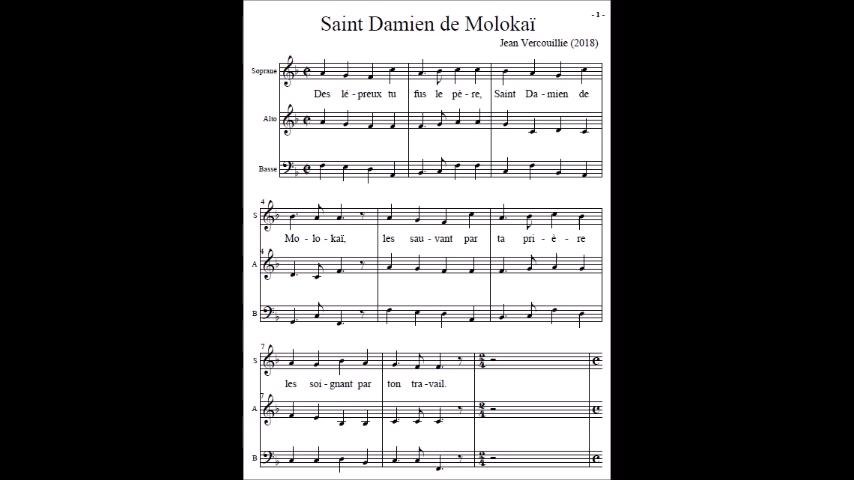 - 1 -
Saint Damien de Molokaï
Jean Vercouillie (2018)
Soprane
Des lé - preux tu fus le pè - re, Saint Da - mien de
Alto
Basse
4
S
Mo - lo - kaï, les sau - vant par ta pri - è - re
4
A
B
7
S
les soi - gnant par ton tra - vail.
7
A
B